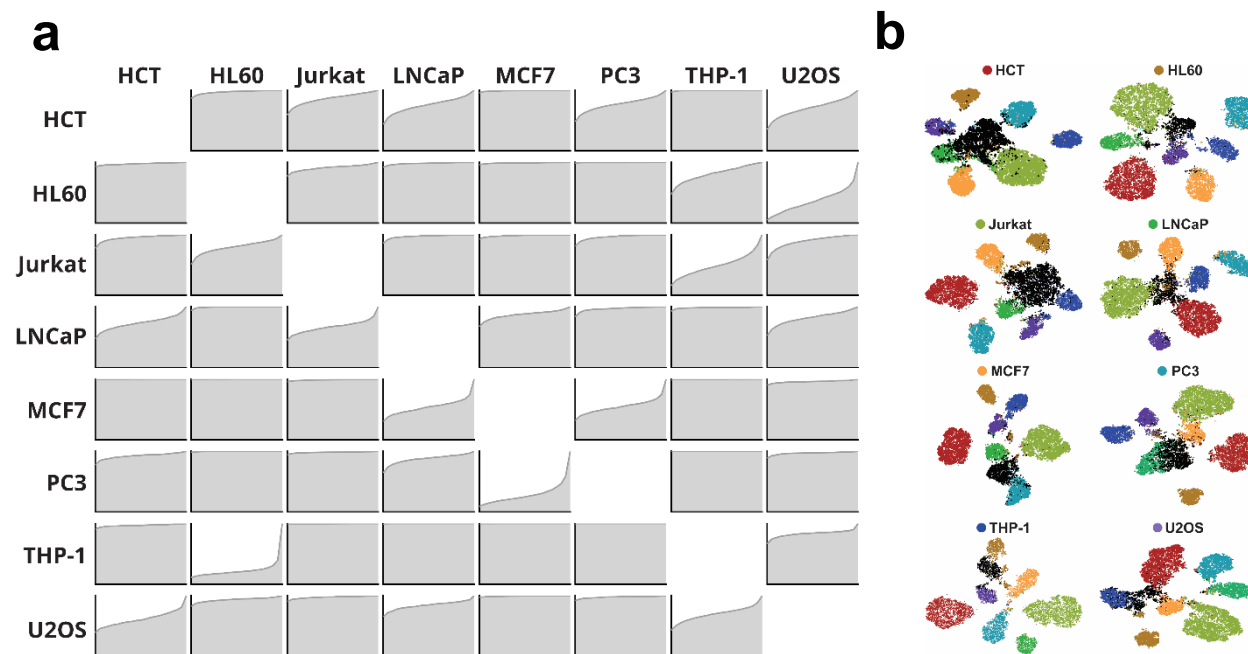 a
b
HCT HL60 Jurkat LNCaP MCF7 PC3 THP-1 U2OS
HCT
HL60
Jurkat
LNCaP
MCF7
PC3
THP-1
U2OS
HCT HL60
Jurkat LNCaP
MCF7 PC3
THP-1 U2OS